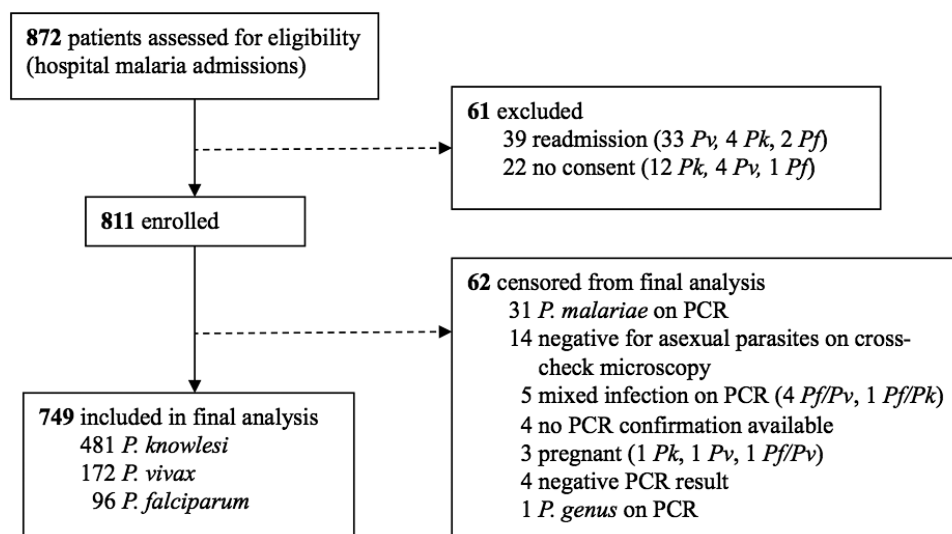 872 patients assessed for eligibility
(hospital malaria admissions)
61 excluded
39 readmission (33 Pv, 4 Pk, 2 Pf)
22 no consent (12 Pk, 4 Pv, 1 Pf)
811 enrolled
62 censored from final analysis
31 P. malariae on PCR
14 negative for asexual parasites on cross-
check microscopy
5 mixed infection on PCR (4 Pf/Pv, 1 Pf/Pk)
4 no PCR confirmation available
3 pregnant (1 Pk, 1 Pv, 1 Pf/Pv)
4 negative PCR result
1 P. genus on PCR
749 included in final analysis
481 P. knowlesi
172 P. vivax
96 P. falciparum